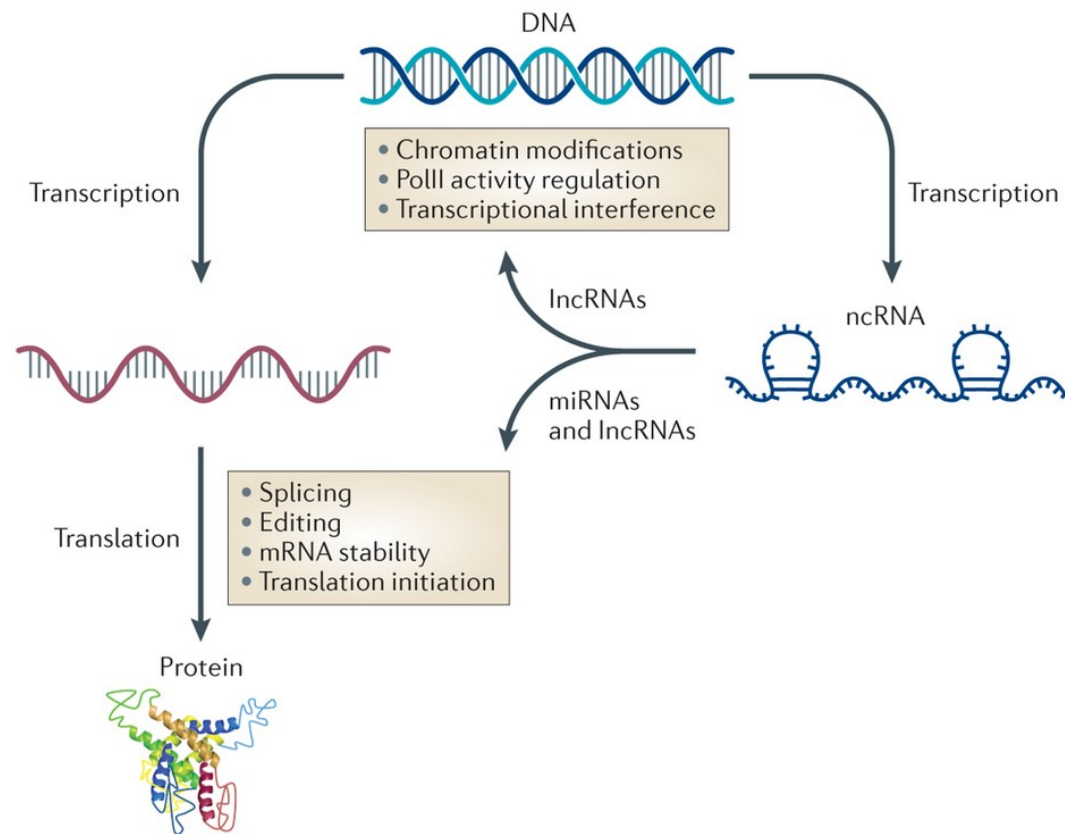 DNA
• Chromatin modifications
• PolII activity regulation
• Transcriptional interference
Transcription
Transcription
lncRNAs
ncRNA
miRNAs
and lncRNAs
• Splicing
• Editing
• mRNA stability
• Translation initiation
Translation
Protein